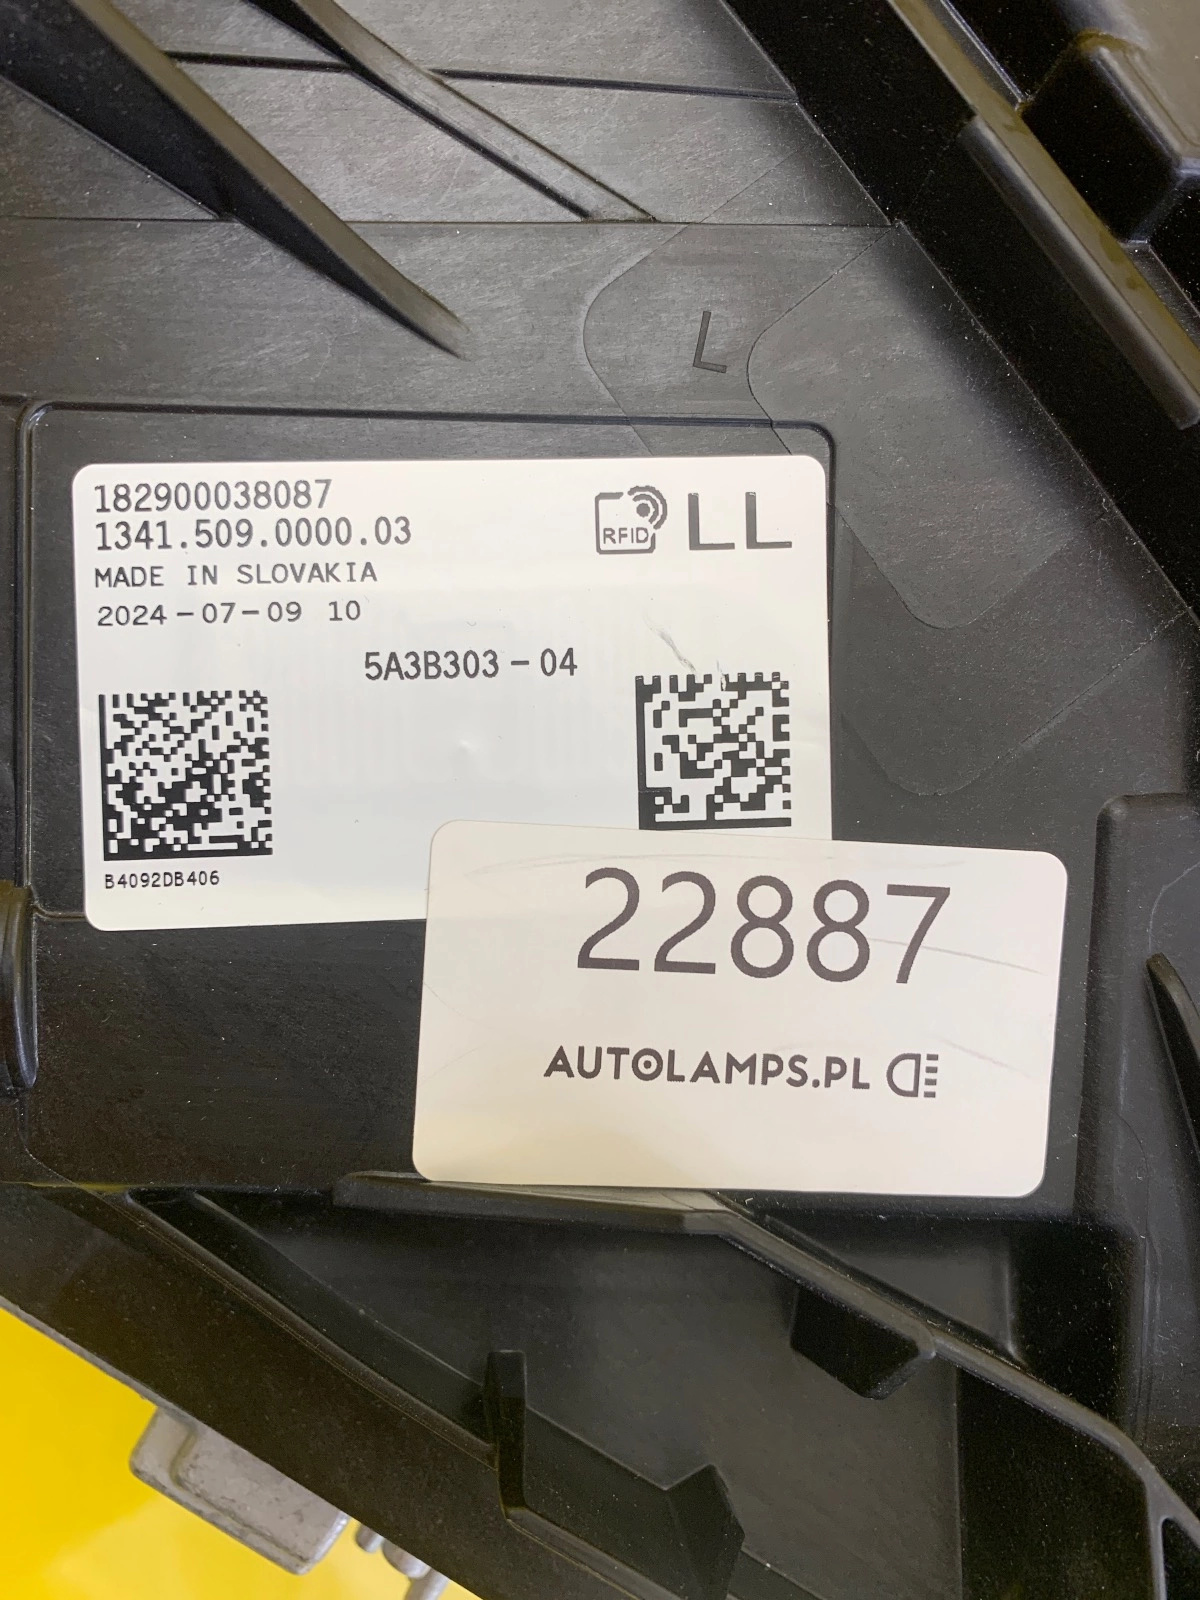 L
182900038087
1341.509.0000.03
RFID
LL
MADE IN SLOVAKIA
2024-07-09 10
5A3B303-04
B4092DB406
22887
AUTOLAMPS.PL